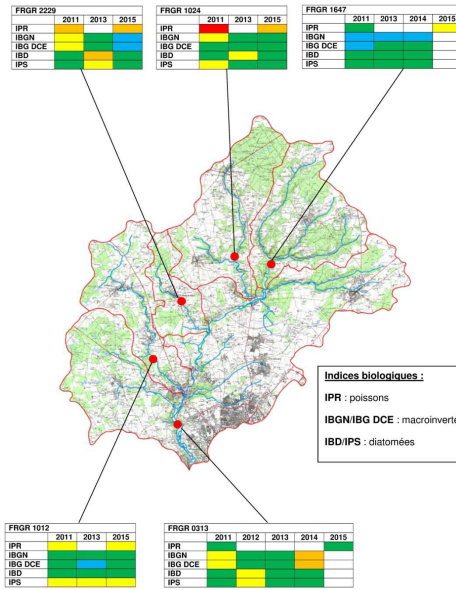 FRGR 2229
2011 2013 2015
IPR
IBGN
IBG DCE
IBD
IPS
FRGR 1024
2011 2013 2015
IPR
IBGN
IBG DCE
IBD
IPS
FRGR 1647
2011 2013 2014 2015
IPR
IBGN
IBG DCE
IBD
IPS
Indices biologiques :
IPR : poissons
IBGN/IBG DCE : macroinverte
IBD/IPS : diatomées
FRGR 1012
2011 2013 2015
IPR
IBGN
IBG DCE
IBD
IPS
FRGR 0313
2011 2012 2013 2014 2015
IPR
IBGN
IBG DCE
IBD
IPS